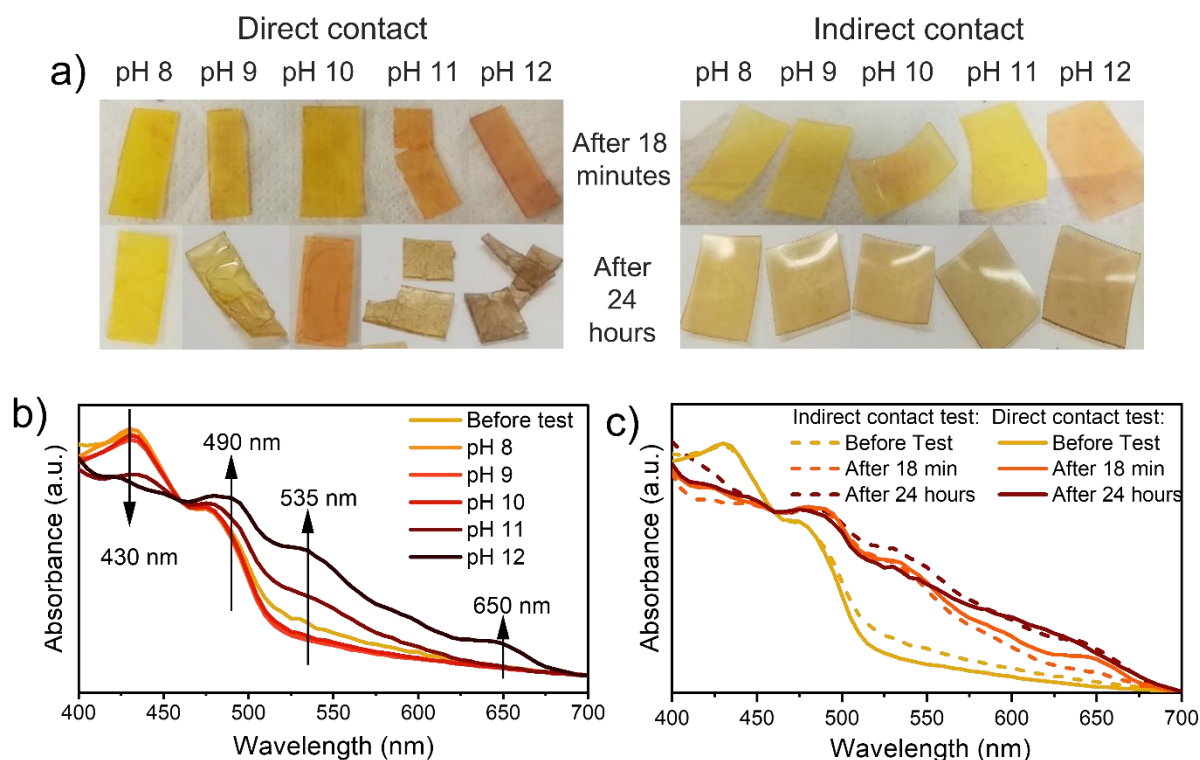 Direct contact
Indirect contact
a)
pH 8 pH 9 pH 10 pH 11 pH 12
pH 8 pH 9 pH 10 pH 11 pH 12
After 18
minutes
After
24
hours
b)
Absorbance (a.u.)
430 nm
490 nm
535 nm
650 nm
Before test
pH 8
pH 9
pH 10
pH 11
pH 12
400 450 500 550 600 650 700
Wavelength (nm)
c)
Absorbance (a.u.)
Indirect contact test:
Before Test
After 18 min
After 24 hours
Direct contact test:
Before Test
After 18 min
After 24 hours
400 450 500 550 600 650 700
Wavelength (nm)